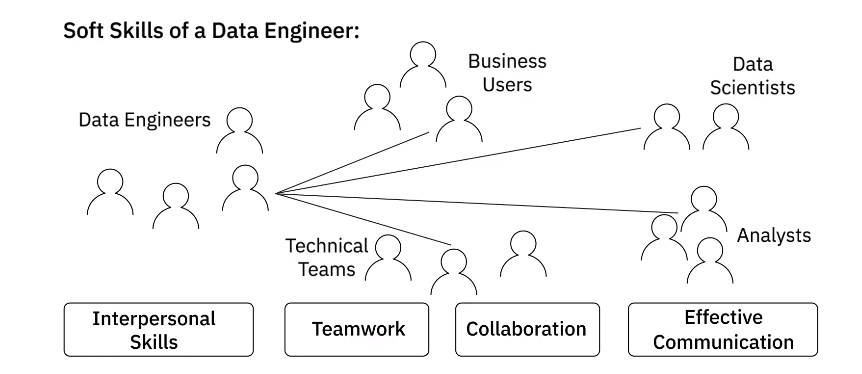 Soft Skills of a Data Engineer:
Business
Users
Data
Scientists
Data Engineers
Technical
Teams
Analysts
Interpersonal
Skills
Teamwork
Collaboration
Effective
Communication